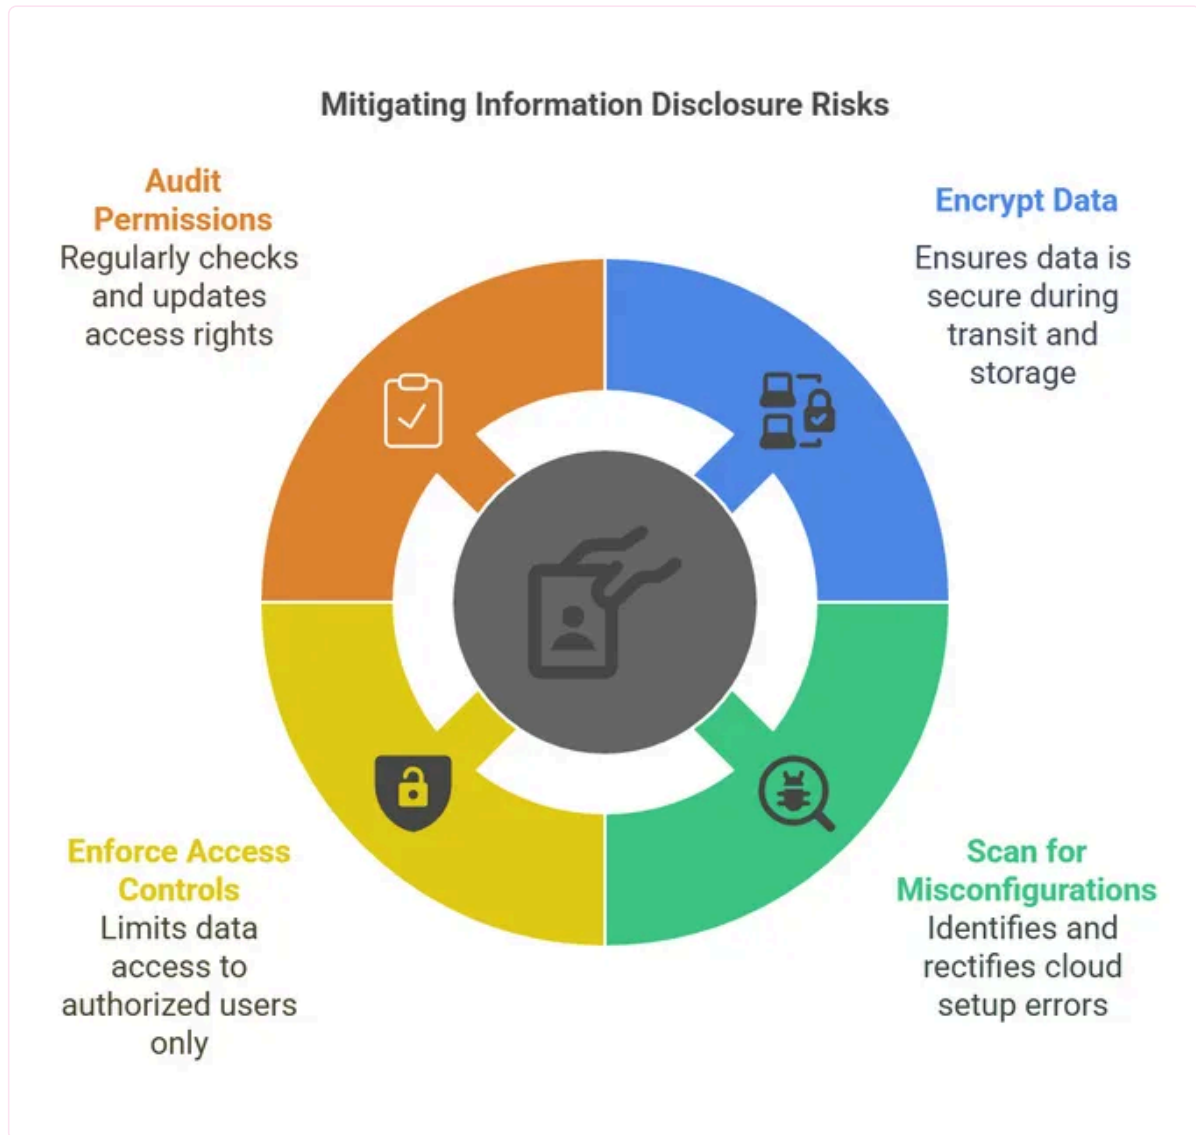 Mitigating Information Disclosure Risks
Audit
Permissions
Regularly checks
and updates
access rights
Encrypt Data
Ensures data is
secure during
transit and
storage
Enforce Access
Controls
Limits data
access to
authorized users
only
Scan for
Misconfigurations
Identifies and
rectifies cloud
setup errors